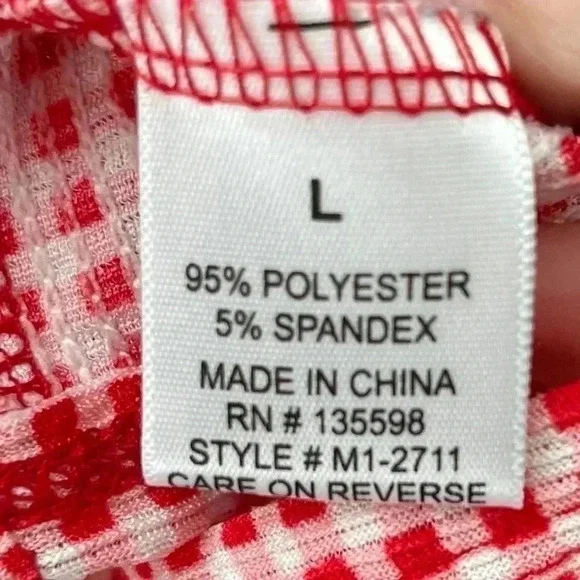 L
95% POLYESTER
5% SPANDEX
MADE IN CHINA
RN # 135598
STYLE # M1-2711
CARE ON REVERSE